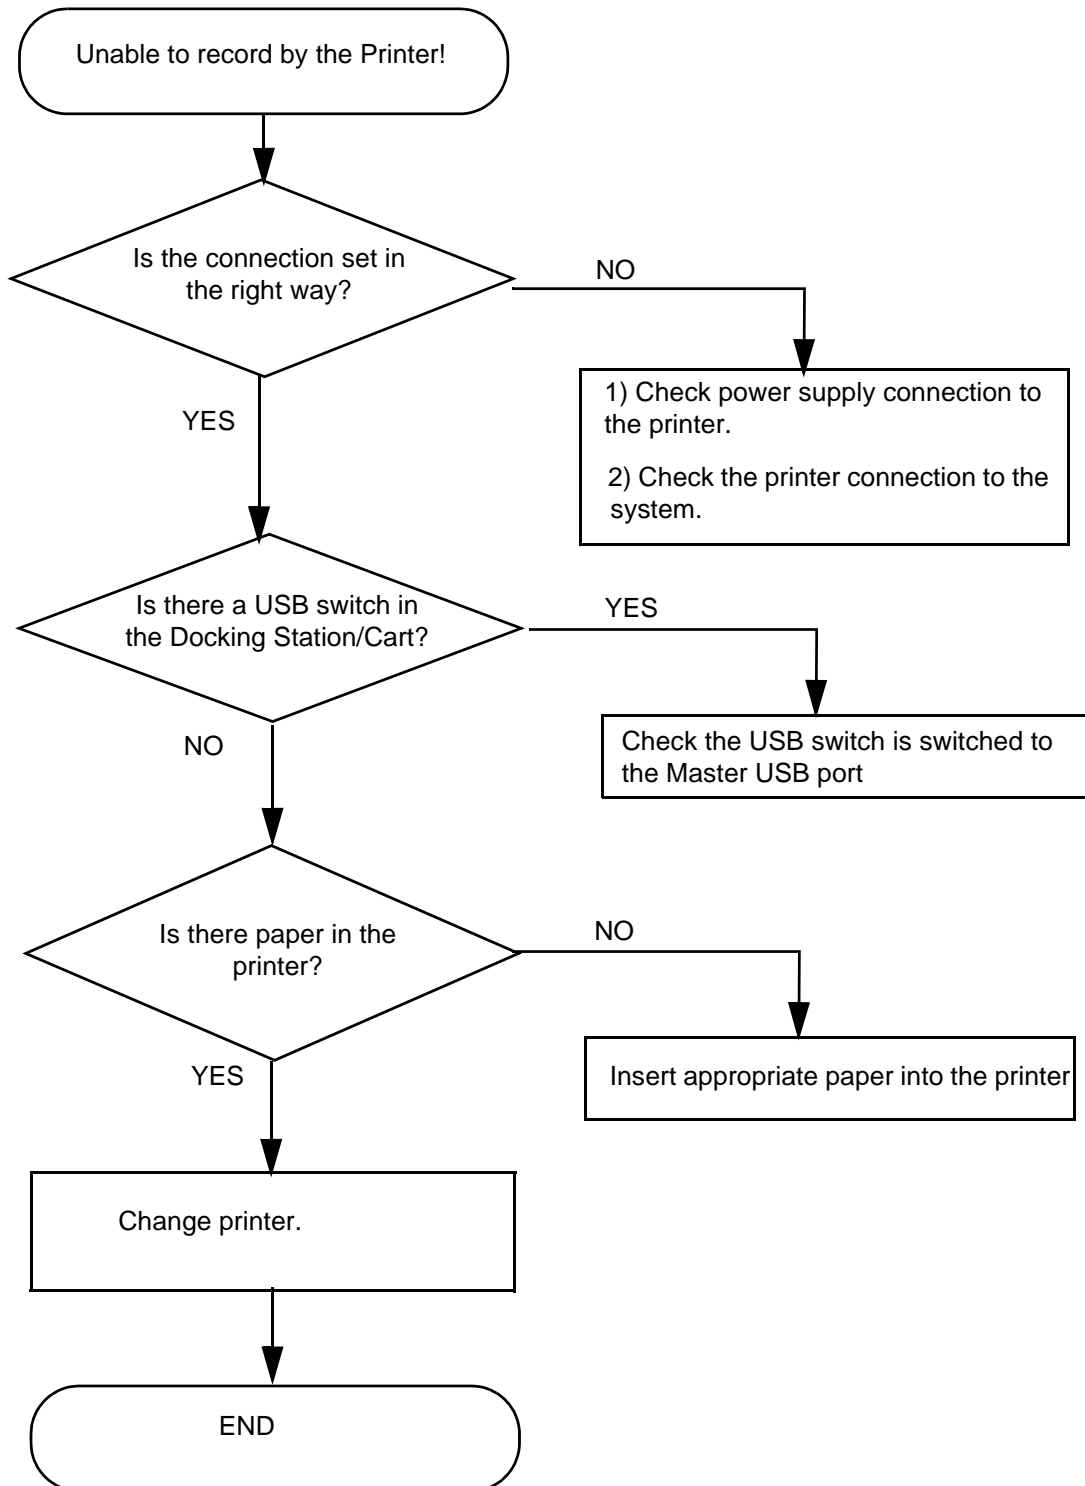 Unable to record by the Printer!
Is the connection set in
the right way?
NO
1) Check power supply connection to
the printer.
2) Check the printer connection to the
system.
YES
Is there a USB switch in
the Docking Station/Cart?
YES
Check the USB switch is switched to
the Master USB port
NO
Is there paper in the
printer?
NO
Insert appropriate paper into the printer
YES
Change printer.
END